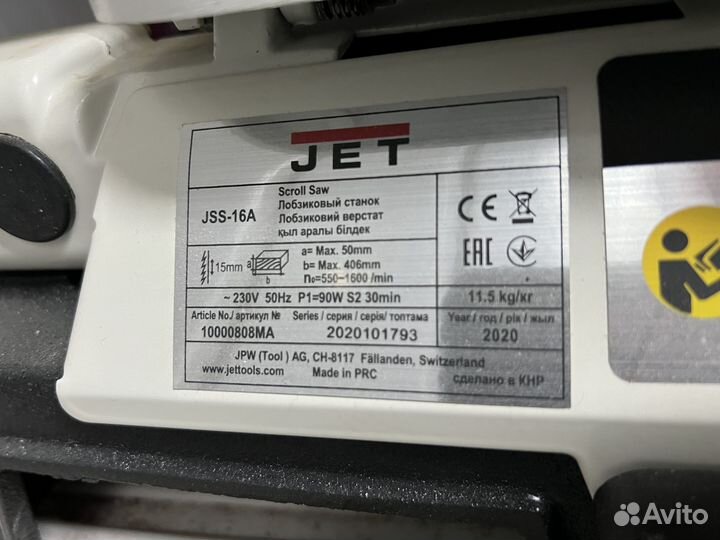 JET
JSS-16A
Scroll Saw
Лобзиковый станок
Лобзиковий верстат
қыл аралы білдек
CE
EAC
15mm
a
b
a= Max. 50mm
b= Max. 406mm
n₀=550-1600 /min
~ 230V 50Hz P1=90W S2 30min
11.5 kg/кг
Article No./ артикул № Series / серия / серія/ топтама Year / год / рік / жыл
10000808MA 2020101793 2020
JPW (Tool ) AG, CH-8117 Fällanden, Switzerland
www.jettools.com Made in PRC сделано в КНР
Avito